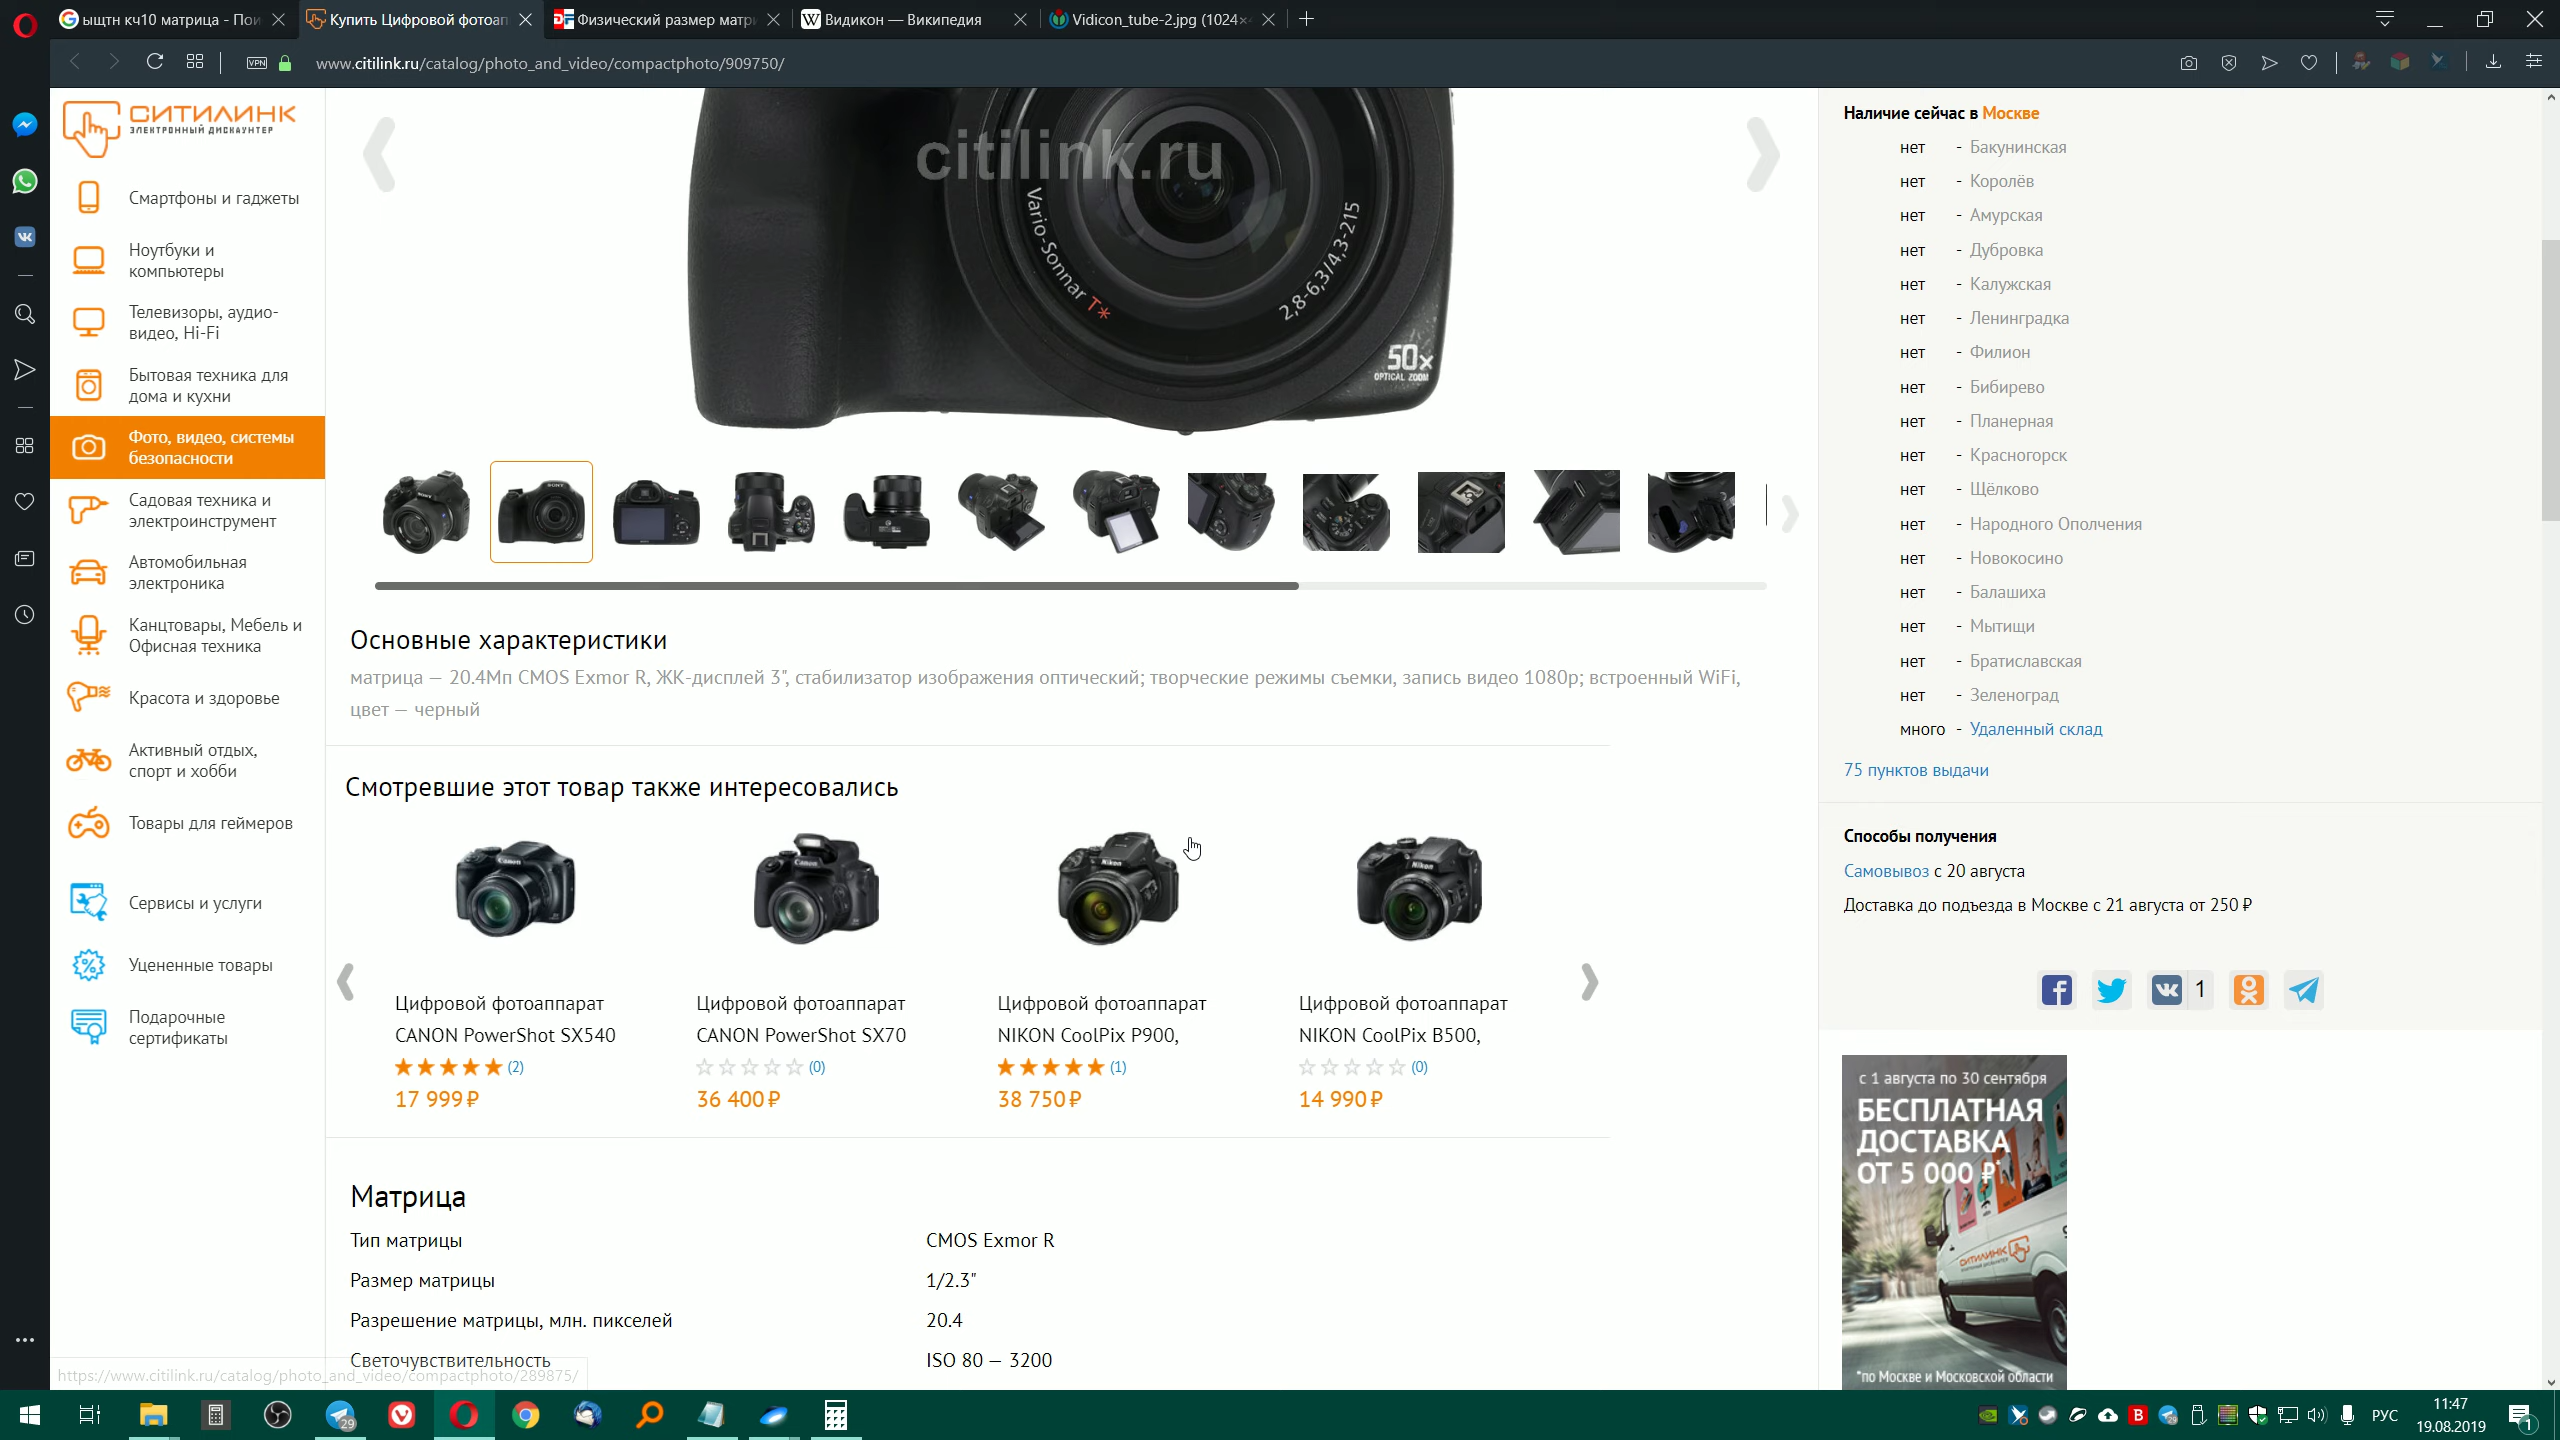 ыщтн кч10 матрица - Пои
Купить Цифровой фотоап
Физический размер матри
Видикон — Википедия
Vidicon_tube-2.jpg (1024×
VPN
www.citilink.ru/catalog/photo_and_video/compactphoto/909750/
СИТИЛИНК
ЭЛЕКТРОННЫЙ ДИСКАУНТЕР
Смартфоны и гаджеты
Ноутбуки и
компьютеры
Телевизоры, аудио-
видео, Hi-Fi
Бытовая техника для
дома и кухни
Фото, видео, системы
безопасности
Садовая техника и
электроинструмент
Автомобильная
электроника
Канцтовары, Мебель и
Офисная техника
Красота и здоровье
Активный отдых,
спорт и хобби
Товары для геймеров
Сервисы и услуги
Уцененные товары
Подарочные
сертификаты
citilink.ru
Vario-Sonnar T*
2,8-6,3/4,3-215
50x
OPTICAL ZOOM
Основные характеристики
матрица — 20.4Мп CMOS Exmor R, ЖК-дисплей 3", стабилизатор изображения оптический; творческие режимы съемки, запись видео 1080p; встроенный WiFi,
цвет — черный
Смотревшие этот товар также интересовались
Цифровой фотоаппарат
CANON PowerShot SX540
(2)
17 999 ₽
Цифровой фотоаппарат
CANON PowerShot SX70
(0)
36 400 ₽
Цифровой фотоаппарат
NIKON CoolPix P900,
(1)
38 750 ₽
Цифровой фотоаппарат
NIKON CoolPix B500,
(0)
14 990 ₽
Матрица
Тип матрицы CMOS Exmor R
Размер матрицы 1/2.3"
Разрешение матрицы, млн. пикселей 20.4
Светочувствительность ISO 80 — 3200
https://www.citilink.ru/catalog/photo_and_video/compactphoto/289875/
Наличие сейчас в Москве
нет - Бакунинская
нет - Королёв
нет - Амурская
нет - Дубровка
нет - Калужская
нет - Ленинградка
нет - Филион
нет - Бибирево
нет - Планерная
нет - Красногорск
нет - Щёлково
нет - Народного Ополчения
нет - Новокосино
нет - Балашиха
нет - Мытищи
нет - Братиславская
нет - Зеленоград
много - Удаленный склад
75 пунктов выдачи
Способы получения
Самовывоз с 20 августа
Доставка до подъезда в Москве с 21 августа от 250 ₽
1
с 1 августа по 30 сентября
БЕСПЛАТНАЯ
ДОСТАВКА
ОТ 5 000 ₽*
СИТИЛИНК
*по Москве и Московской области
29
РУС
11:47
19.08.2019
1